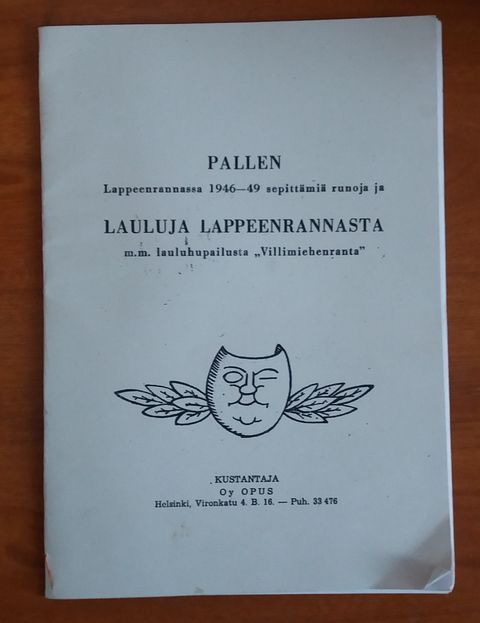 PALLEN
Lappeenrannassa 1946—49 sepittämiä runoja ja
LAULUJA LAPPEENRANNASTA
m.m. lauluhupailusta „Villimiehenranta”
KUSTANTAJA
Oy OPUS
Helsinki, Vironkatu 4. B. 16. — Puh. 33 476